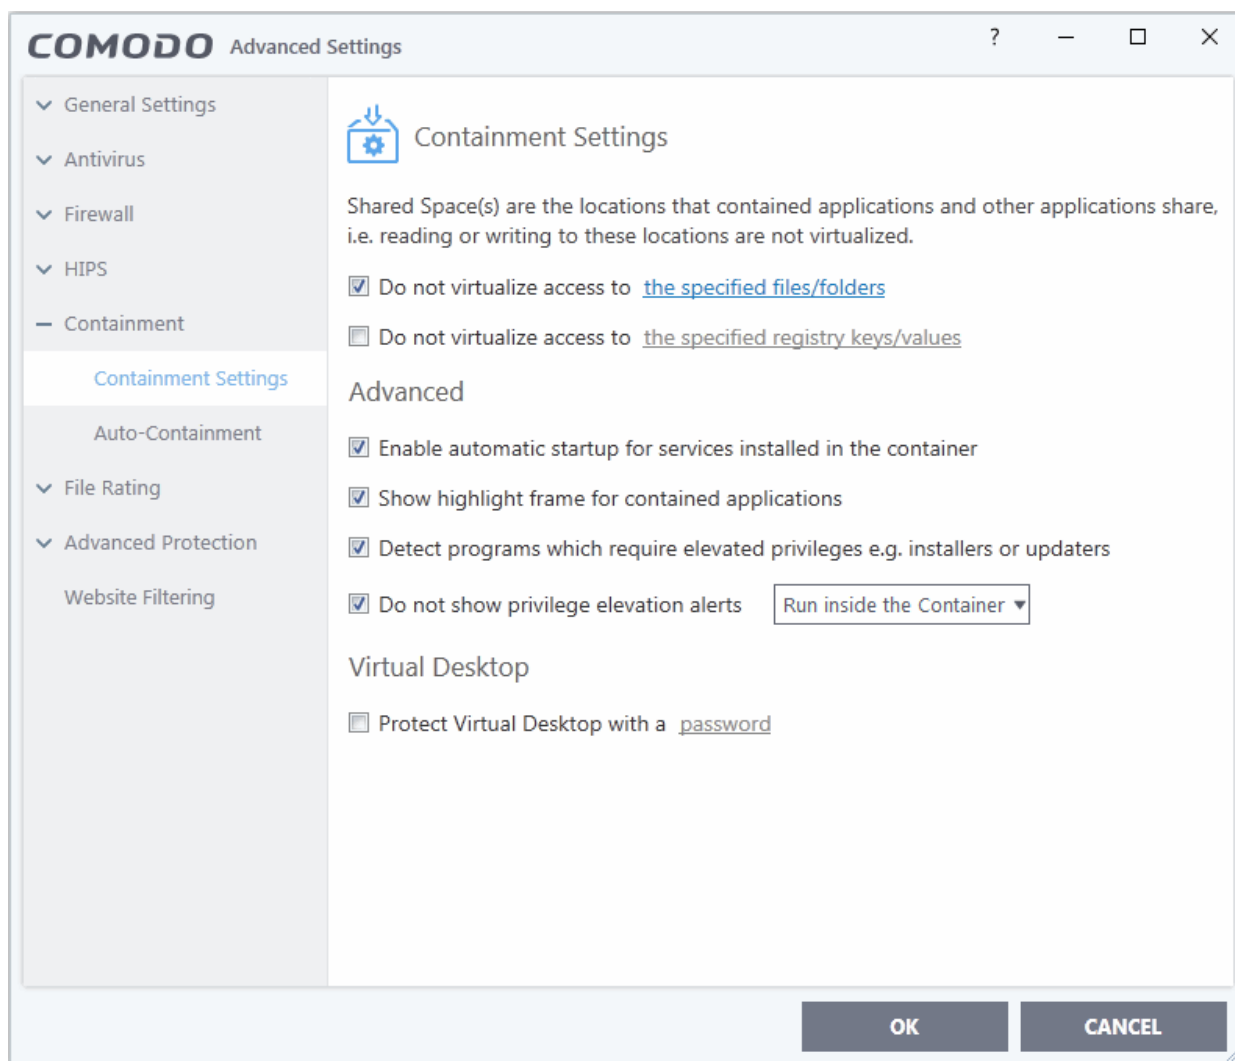 COMODO Advanced Settings
?
General Settings
Antivirus
Firewall
HIPS
Containment
Containment Settings
Auto-Containment
File Rating
Advanced Protection
Website Filtering
Containment Settings
Shared Space(s) are the locations that contained applications and other applications share,
i.e. reading or writing to these locations are not virtualized.
Do not virtualize access to the specified files/folders
Do not virtualize access to the specified registry keys/values
Advanced
Enable automatic startup for services installed in the container
Show highlight frame for contained applications
Detect programs which require elevated privileges e.g. installers or updaters
Do not show privilege elevation alerts Run inside the Container
Virtual Desktop
Protect Virtual Desktop with a password
OK CANCEL